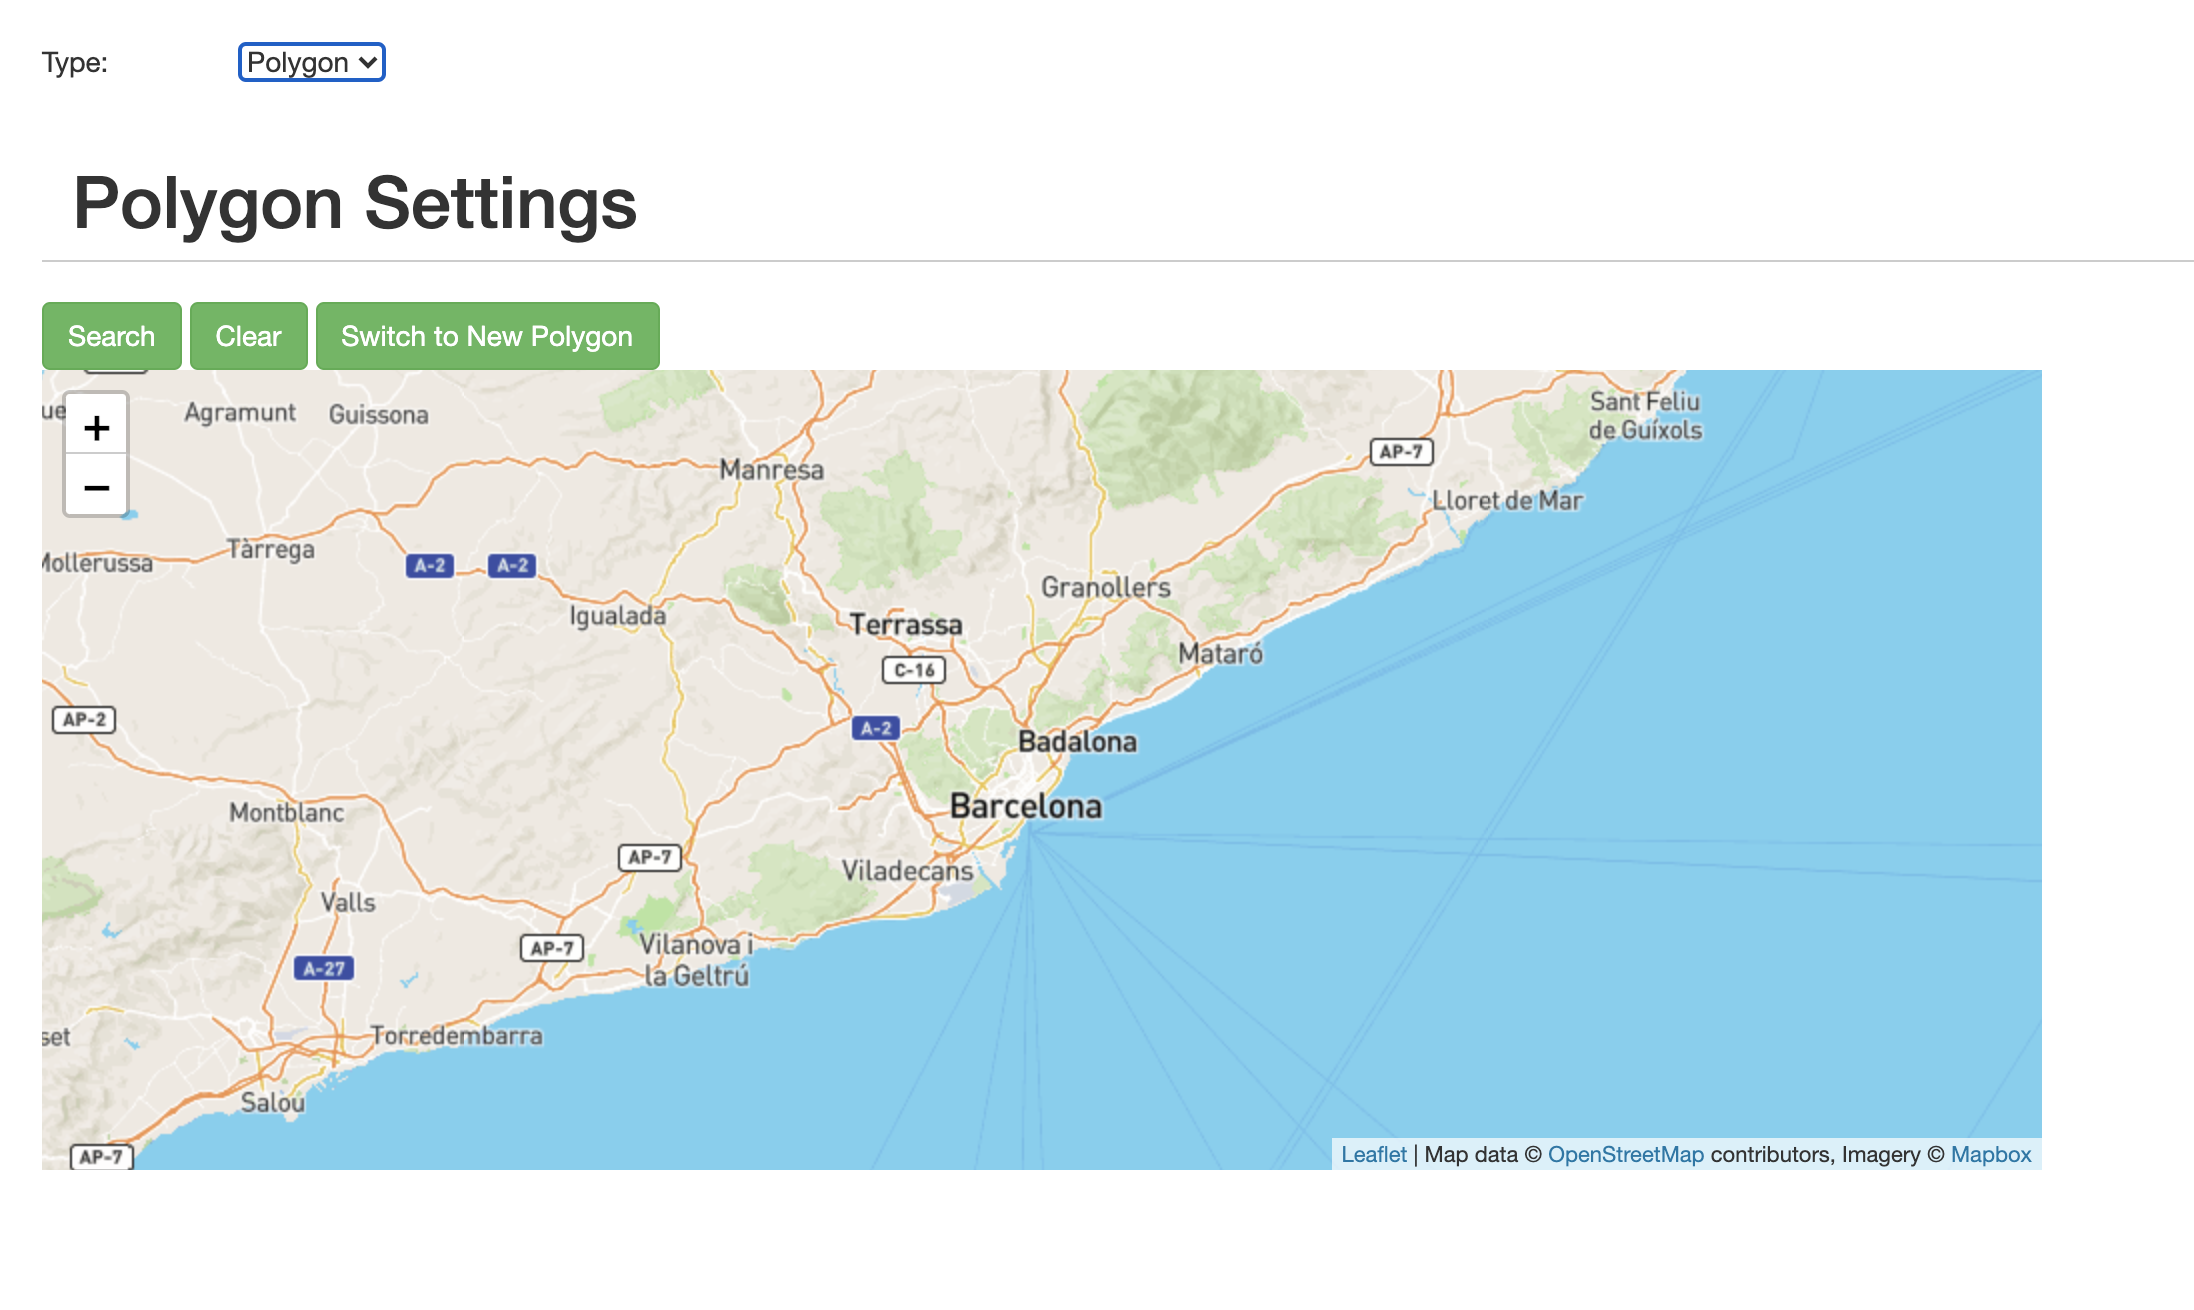 Type:
Polygon
Polygon Settings
Search
Clear
Switch to New Polygon
+
−
Agramunt
Guissona
Manresa
AP-7
Sant Feliu
de Guíxols
Lloret de Mar
Tàrrega
Mollerussa
A-2
A-2
Igualada
Granollers
Terrassa
C-16
Mataró
AP-2
A-2
Badalona
Barcelona
Montblanc
AP-7
Viladecans
Valls
AP-7
Vilanova i
la Geltrú
A-27
set
Torredembarra
Salou
AP-7
Leaflet | Map data © OpenStreetMap contributors, Imagery © Mapbox